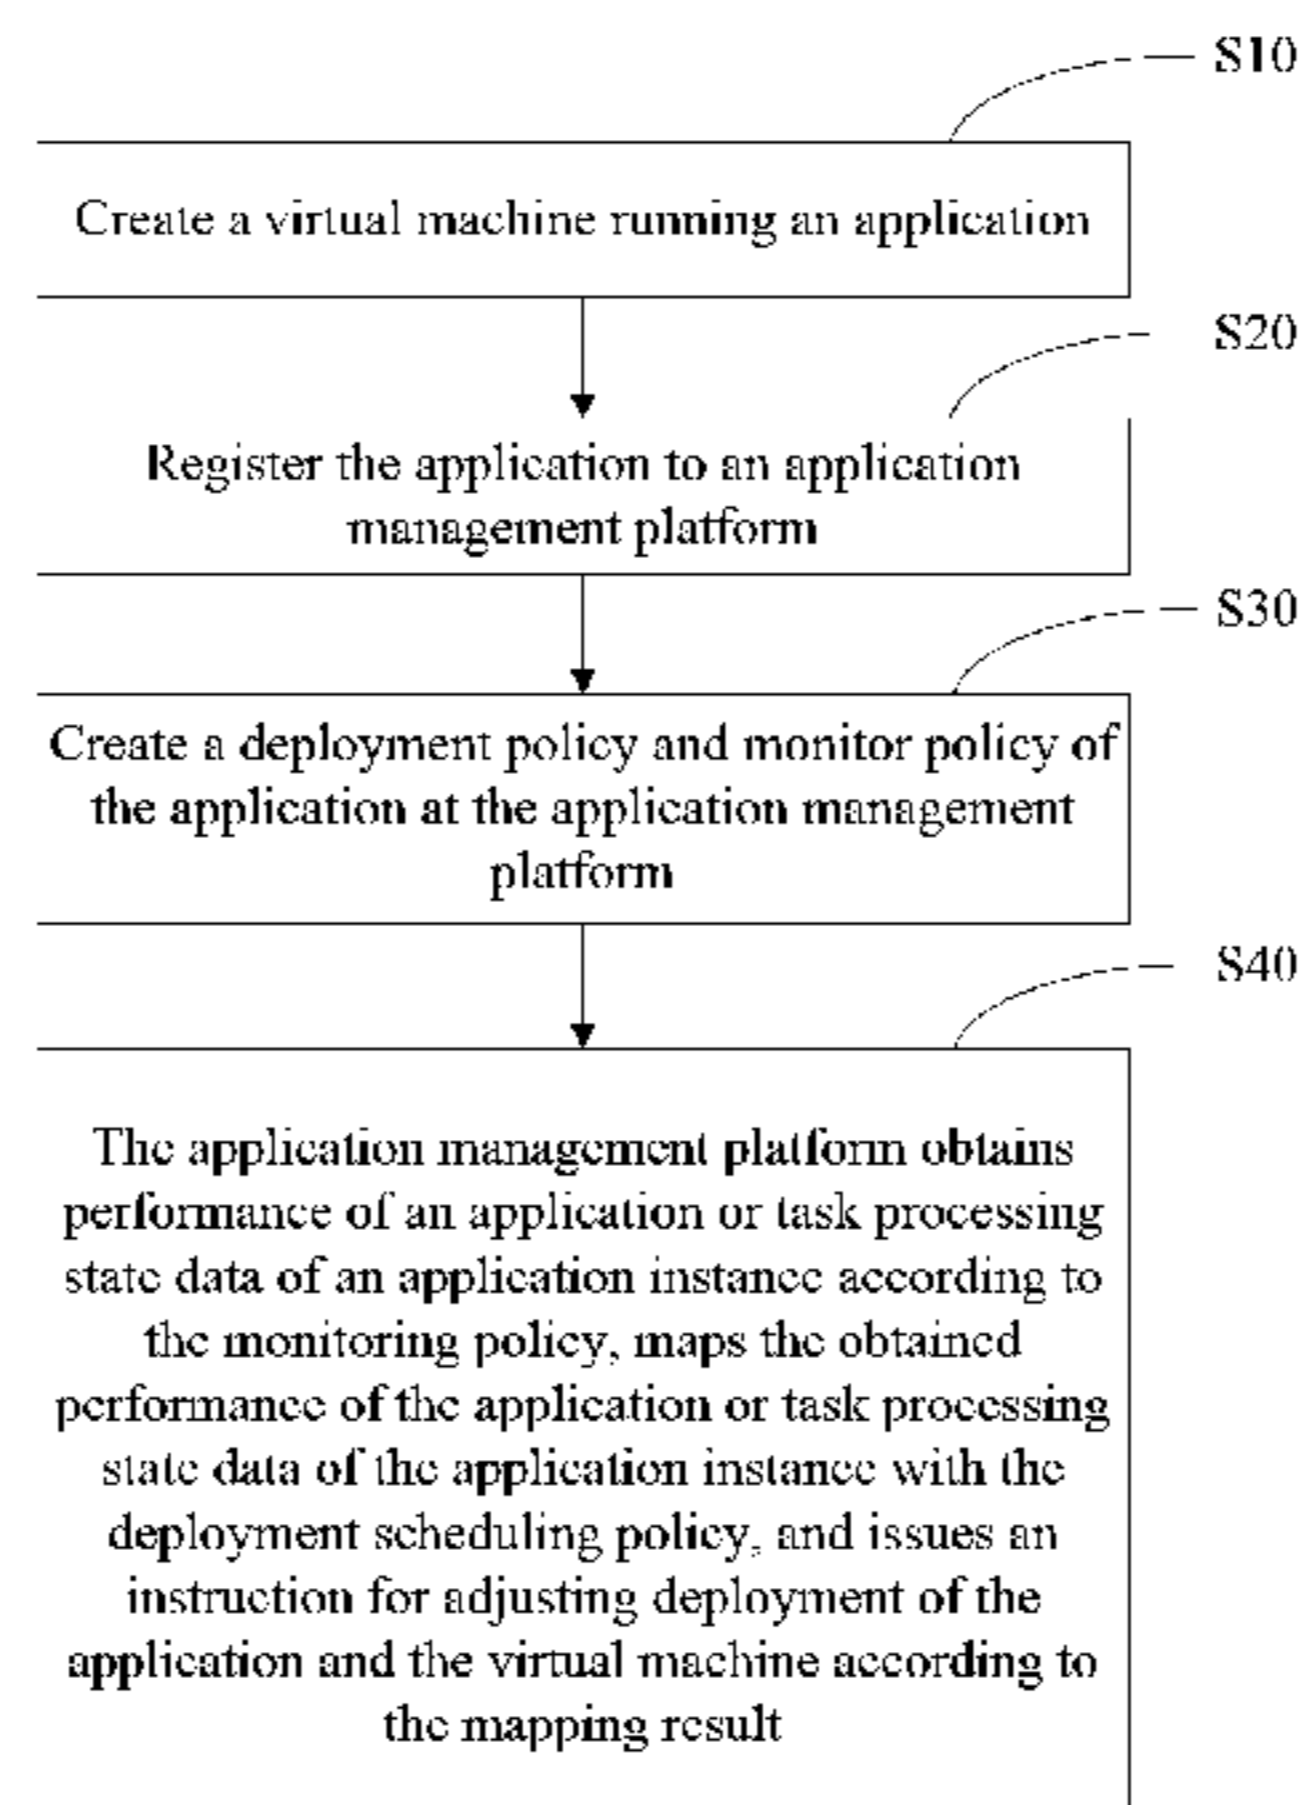 S10
Create a virtual machine running an application
S20
Register the application to an application
management platform
S30
Create a deployment policy and monitor policy of
the application at the application management
platform
S40
The application management platform obtains
performance of an application or task processing
state data of an application instance according to
the monitoring policy, maps the obtained
performance of the application or task processing
state data of the application instance with the
deployment scheduling policy, and issues an
instruction for adjusting deployment of the
application and the virtual machine according to
the mapping result